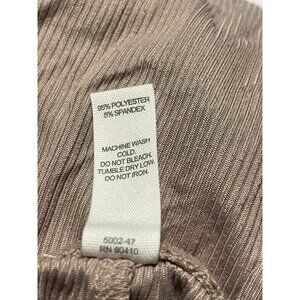 95% POLYESTER
5% SPANDEX
MACHINE WASH
COLD.
DO NOT BLEACH.
TUMBLE DRY LOW.
DO NOT IRON.
5002-47
RN 90410